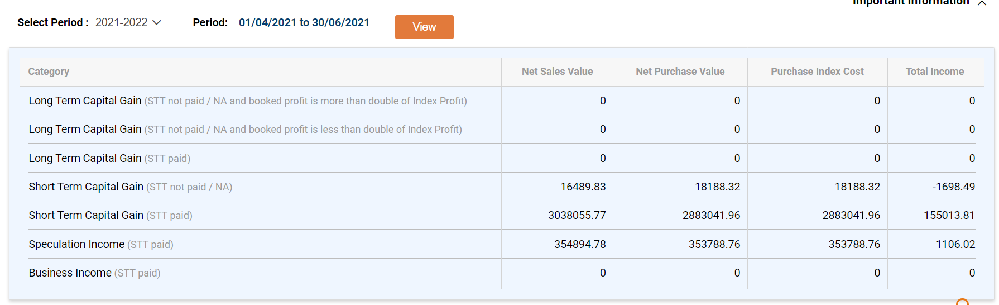 Important Information
Select Period : 2021-2022 Period: 01/04/2021 to 30/06/2021 View
Category Net Sales Value Net Purchase Value Purchase Index Cost Total Income
Long Term Capital Gain (STT not paid / NA and booked profit is more than double of Index Profit) 0 0 0 0
Long Term Capital Gain (STT not paid / NA and booked profit is less than double of Index Profit) 0 0 0 0
Long Term Capital Gain (STT paid) 0 0 0 0
Short Term Capital Gain (STT not paid / NA) 16489.83 18188.32 18188.32 -1698.49
Short Term Capital Gain (STT paid) 3038055.77 2883041.96 2883041.96 155013.81
Speculation Income (STT paid) 354894.78 353788.76 353788.76 1106.02
Business Income (STT paid) 0 0 0 0